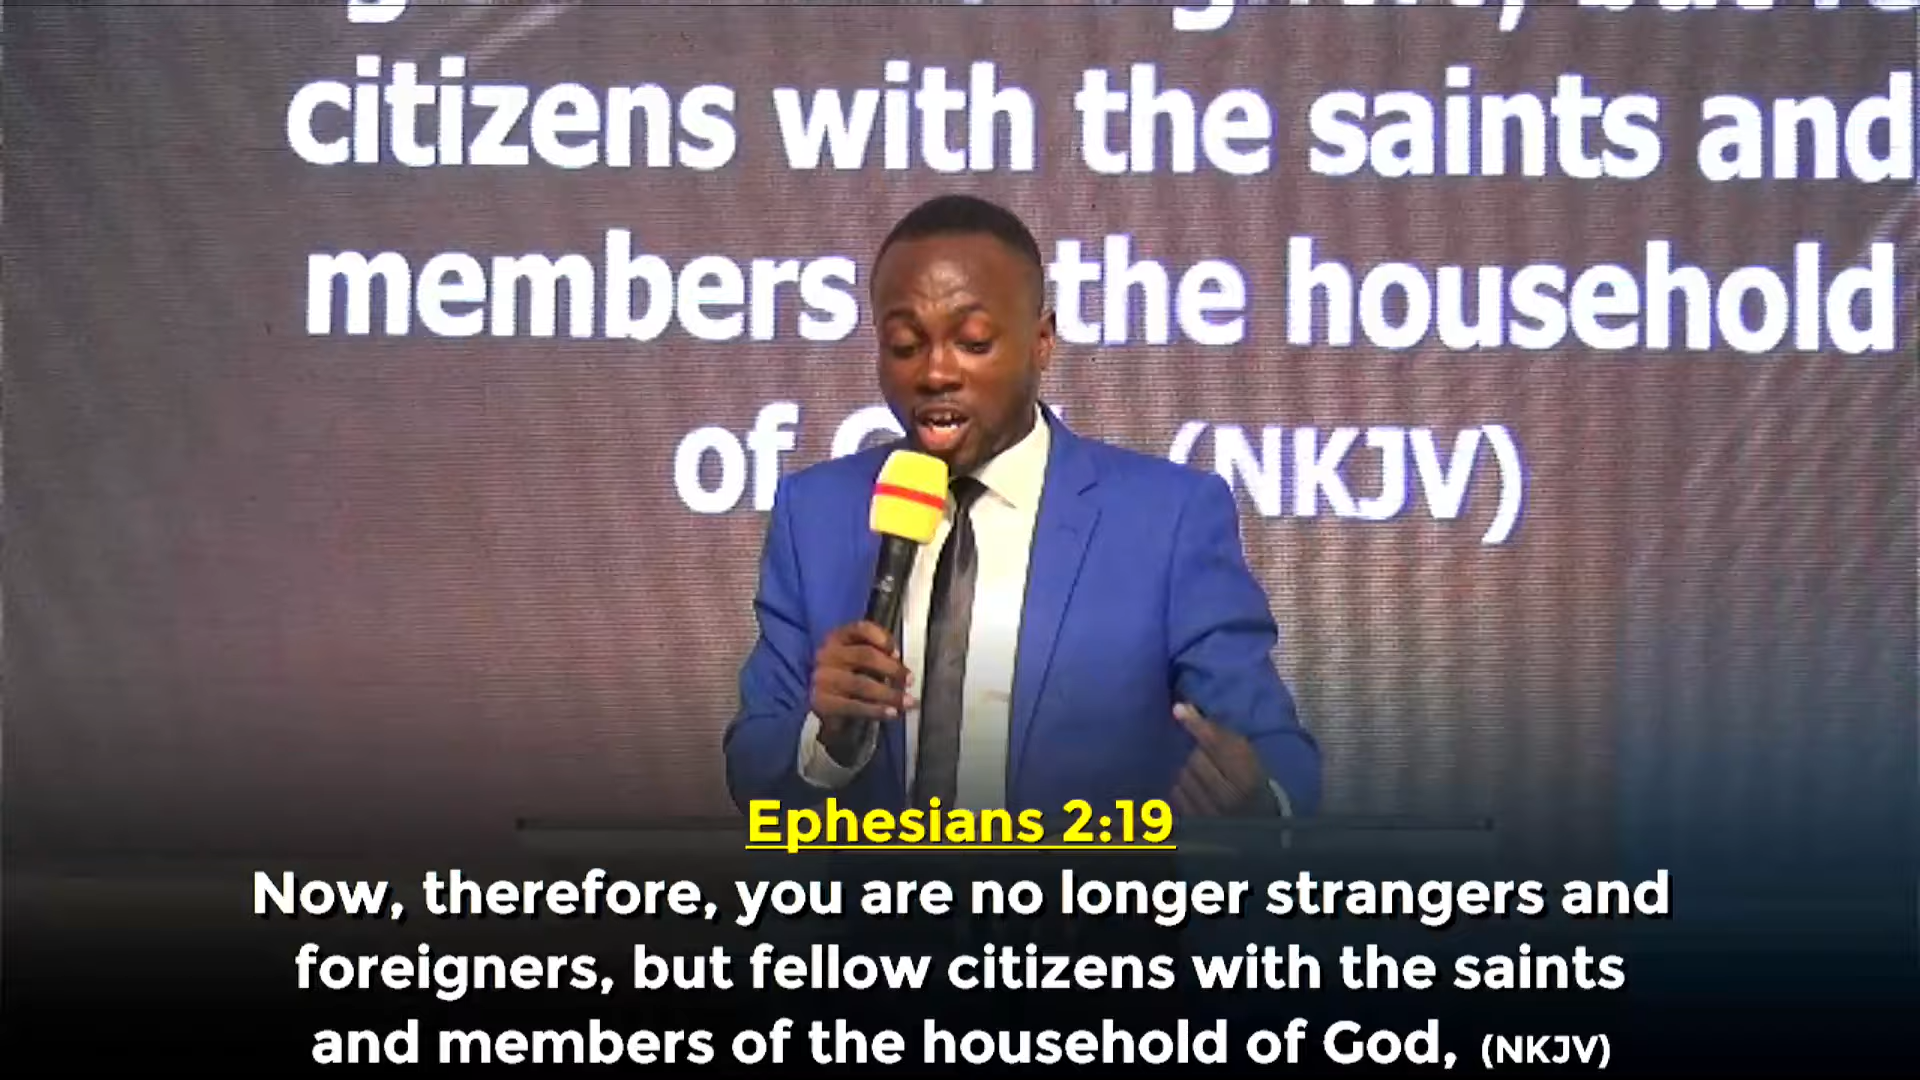 citizens with the saints and
members the household
of (NKJV)
Ephesians 2:19
Now, therefore, you are no longer strangers and
foreigners, but fellow citizens with the saints
and members of the household of God, (NKJV)